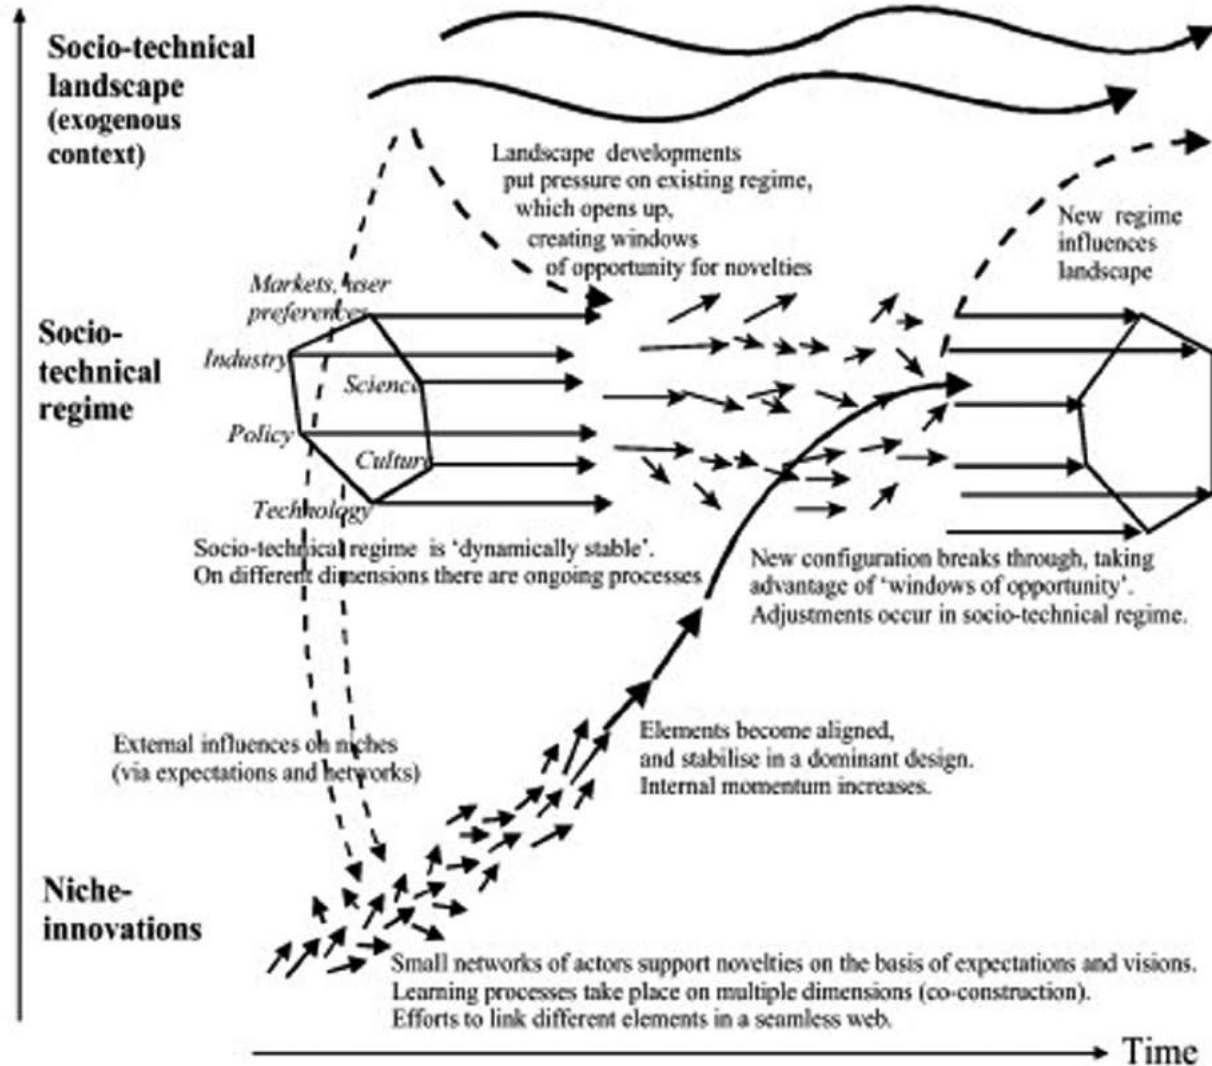 Socio-technical
landscape
(exogenous
context)
Landscape developments
put pressure on existing regime,
which opens up,
creating windows
of opportunity for novelties
New regime
influences
landscape
Markets, user
preferences
Industry
Science
Policy
Culture
Technology
Socio-
technical
regime
Socio-technical regime is ‘dynamically stable’.
On different dimensions there are ongoing processes
New configuration breaks through, taking
advantage of ‘windows of opportunity’.
Adjustments occur in socio-technical regime.
External influences on niches
(via expectations and networks)
Elements become aligned,
and stabilise in a dominant design.
Internal momentum increases.
Niche-
innovations
Small networks of actors support novelties on the basis of expectations and visions.
Learning processes take place on multiple dimensions (co-construction).
Efforts to link different elements in a seamless web.
Time